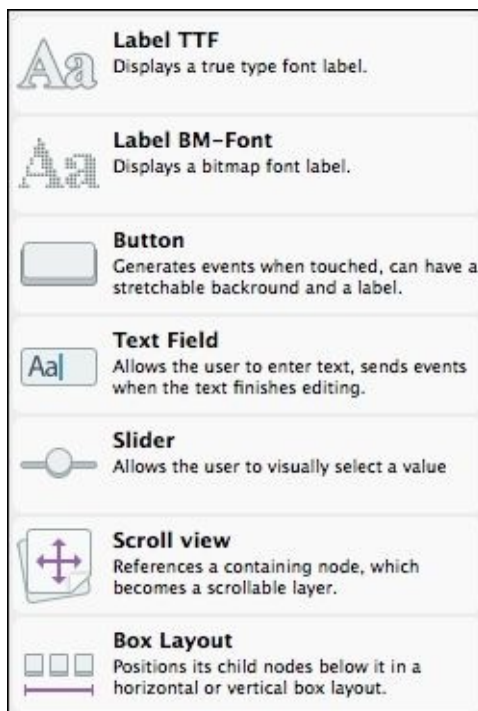 Aa
Label TTF
Displays a true type font label.
Aa
Label BM-Font
Displays a bitmap font label.
Button
Generates events when touched, can have a
stretchable backround and a label.
Aa
Text Field
Allows the user to enter text, sends events
when the text finishes editing.
Slider
Allows the user to visually select a value
Scroll view
References a containing node, which
becomes a scrollable layer.
Box Layout
Positions its child nodes below it in a
horizontal or vertical box layout.